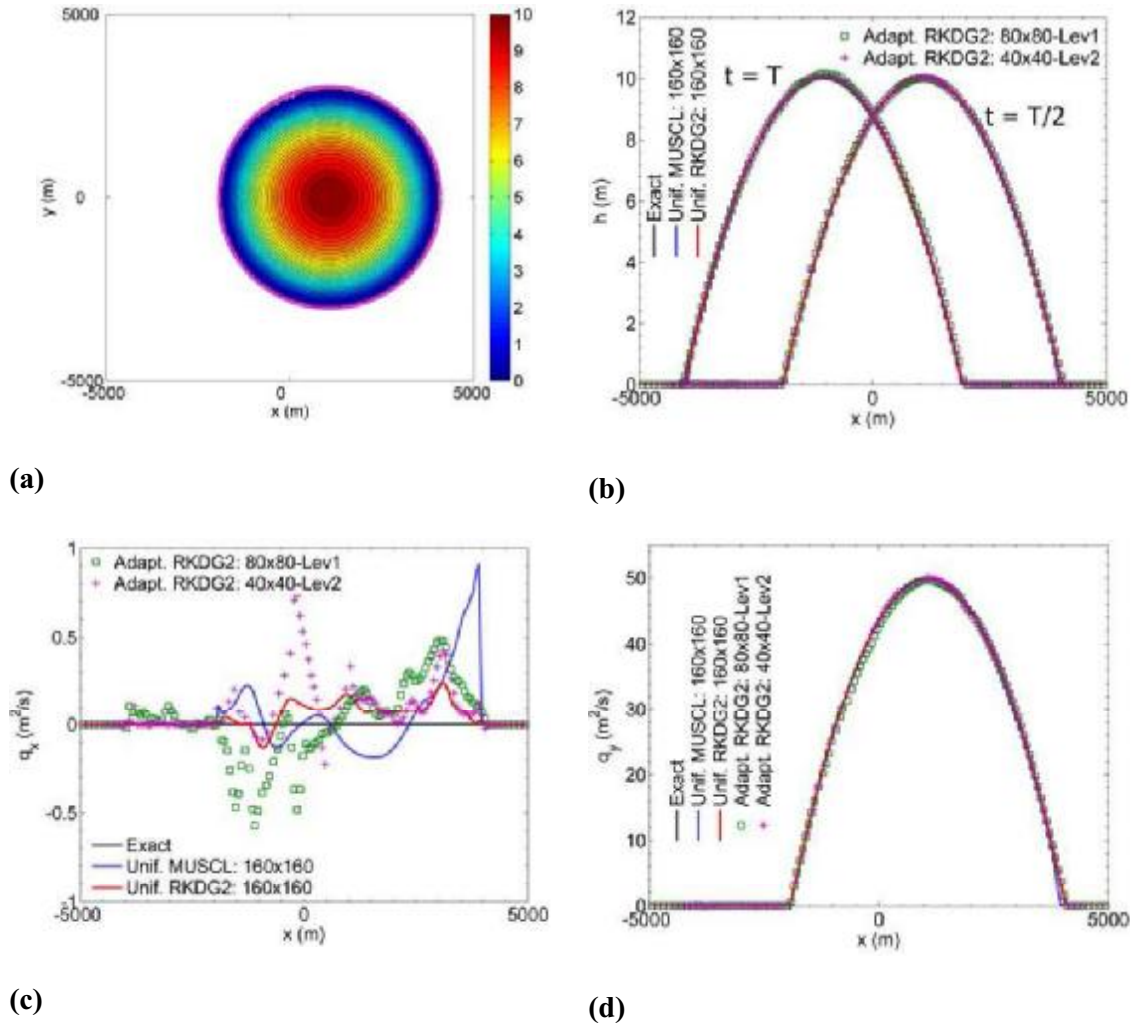 5000
y (m)
0
-5000
-5000
0
5000
x (m)
10
9
8
7
6
5
4
3
2
1
0
(a)
12
10
8
6
4
2
0
h (m)
Adapt. RKDG2: 80x80-Lev1
Adapt. RKDG2: 40x40-Lev2
t = T
t = T/2
Exact
Unif. MUSCL: 160x160
Unif. RKDG2: 160x160
-5000
0
5000
x (m)
(b)
1
0.5
0
-0.5
-1
qx (m²/s)
Adapt. RKDG2: 80x80-Lev1
Adapt. RKDG2: 40x40-Lev2
Exact
Unif. MUSCL: 160x160
Unif. RKDG2: 160x160
-5000
0
5000
x (m)
(c)
50
40
30
20
10
0
qy (m²/s)
Exact
Unif. MUSCL: 160x160
Unif. RKDG2: 160x160
Adapt. RKDG2: 80x80-Lev1
Adapt. RKDG2: 40x40-Lev2
-5000
0
5000
x (m)
(d)